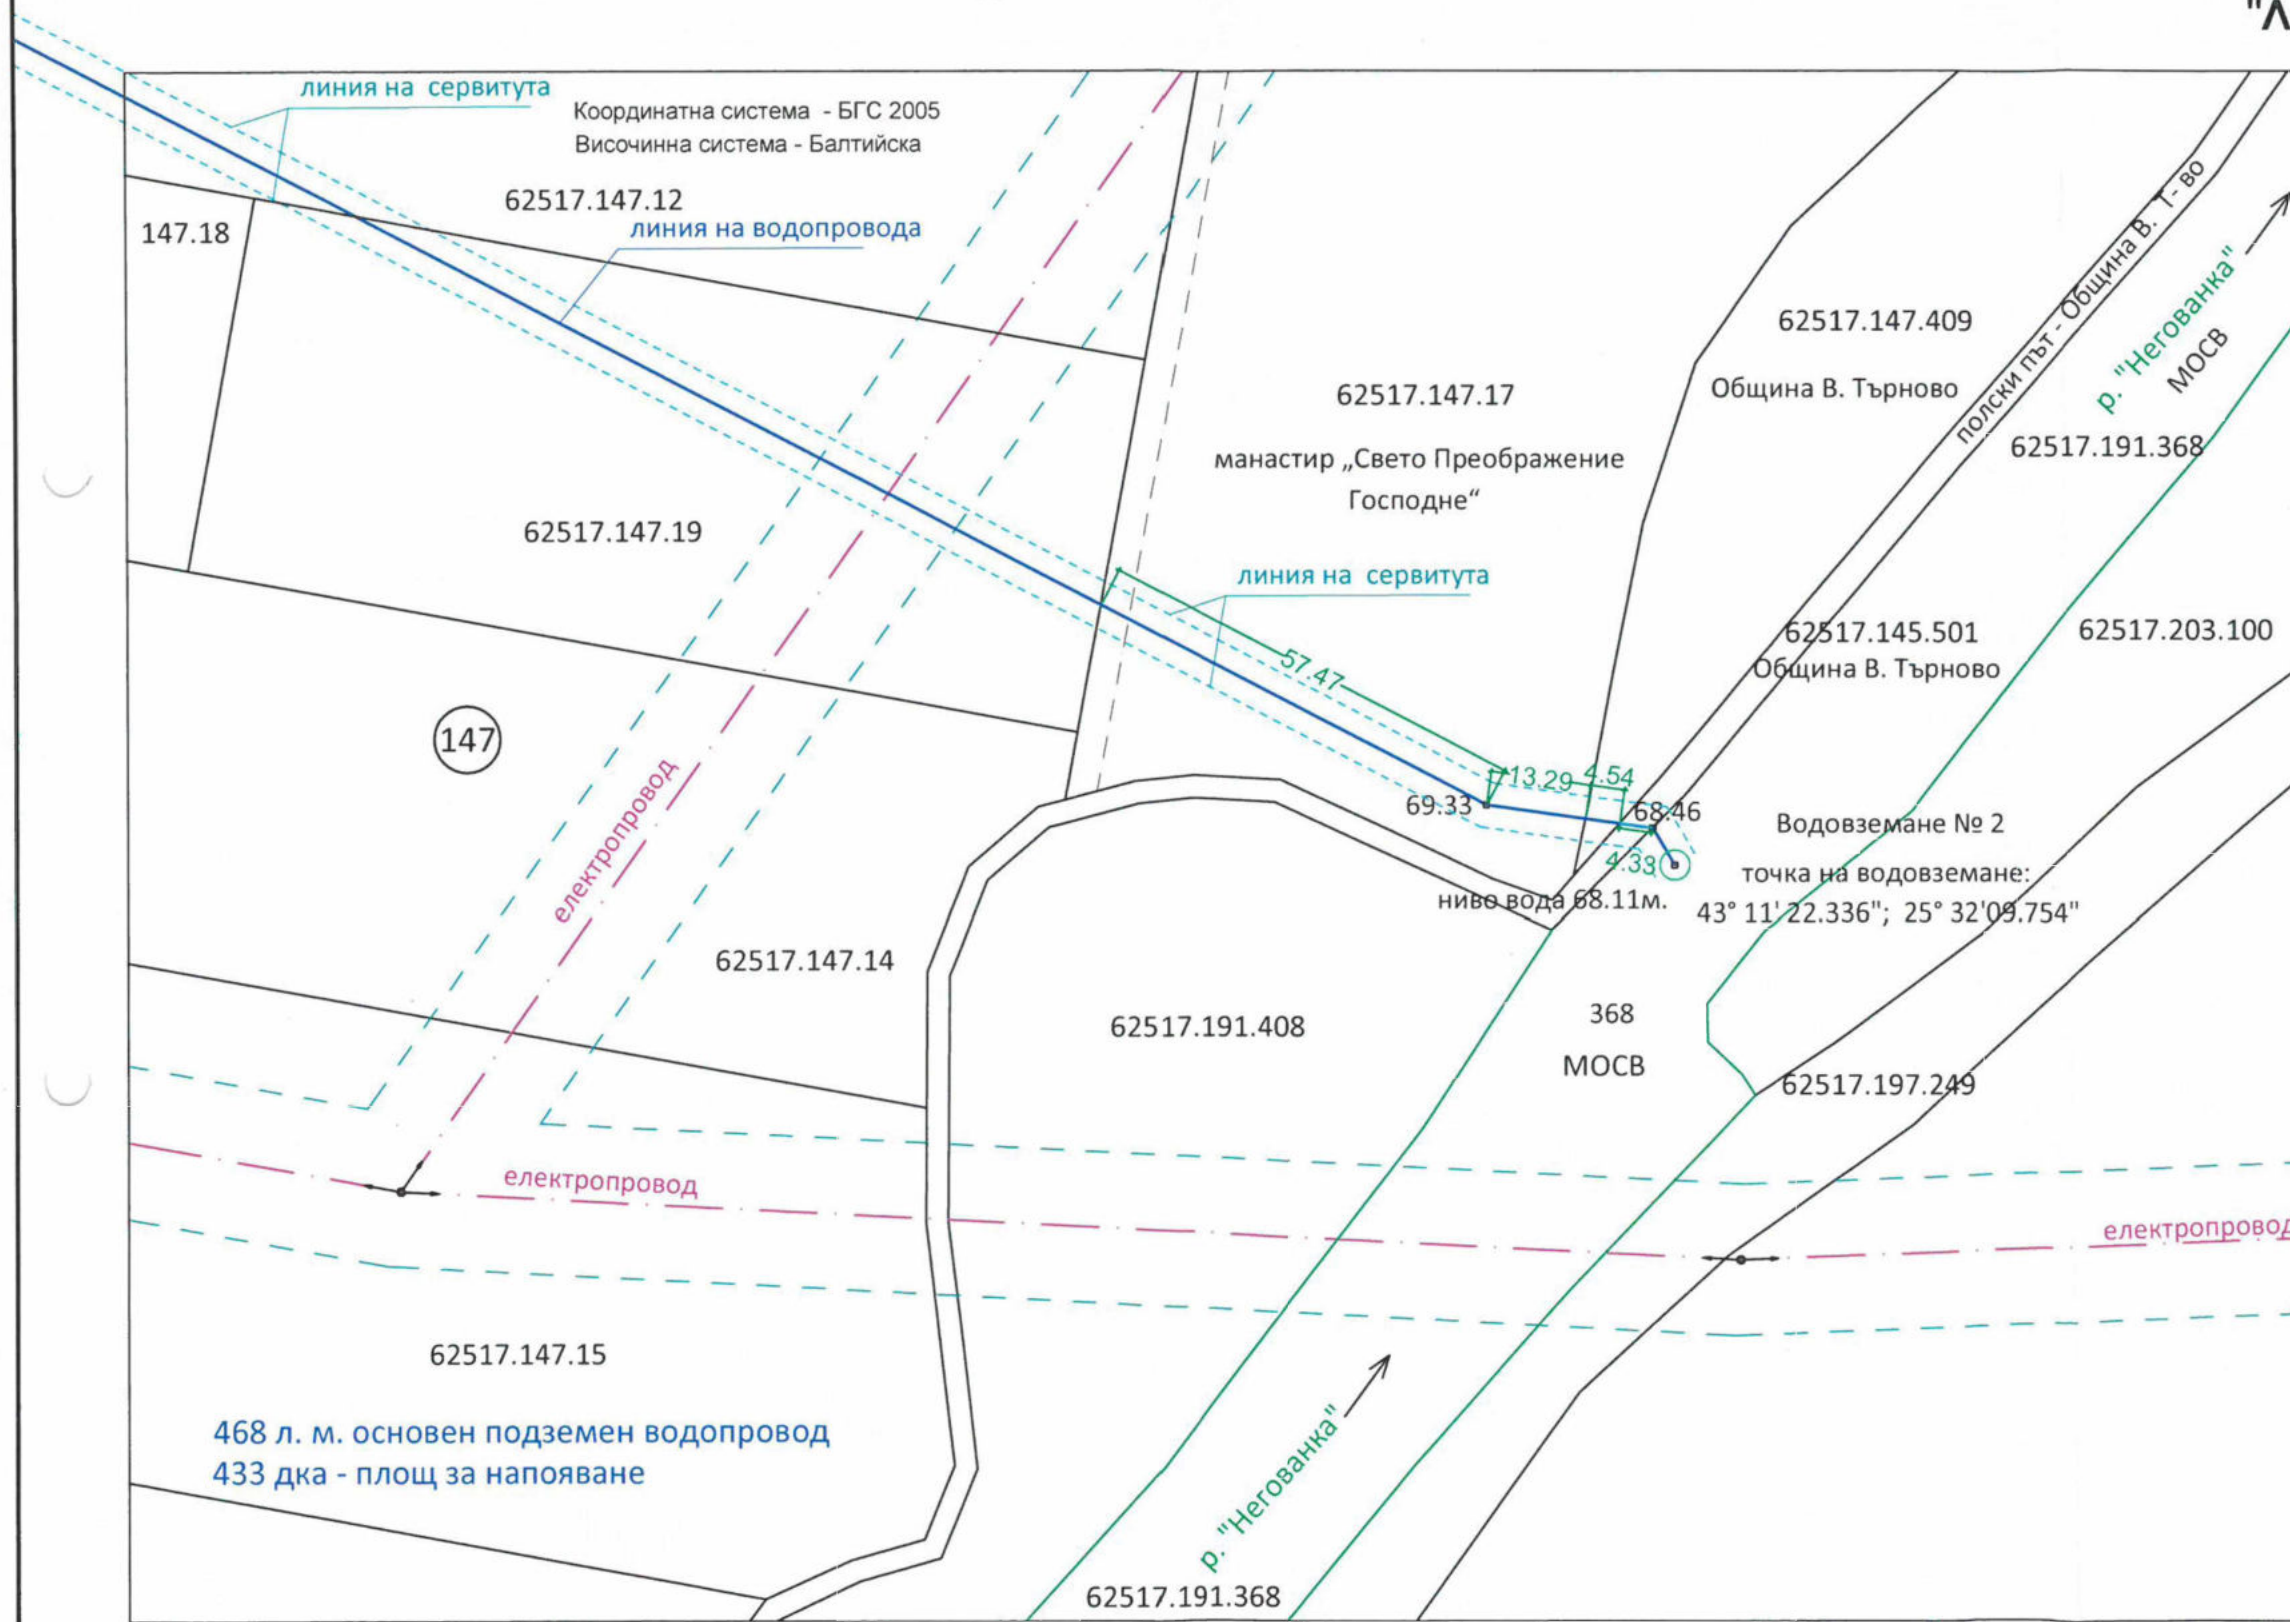 "Л
линия на сервитута
Координатна система - БГС 2005
Височинна система - Балтийска
62517.147.12
147.18
линия на водопровода
полски път - Община В. Т- во
р. "Негованка"
МОСВ
62517.147.409
Община В. Търново
62517.147.17
62517.191.368
манастир „Свето Преображение
Господне“
62517.147.19
линия на сервитута
62517.145.501
Община В. Търново
62517.203.100
57.47
147
електропровод
13.29
4.54
69.33
68.46
Водовземане № 2
4.33
точка на водовземане:
ниво вода 68.11м.
43° 11' 22.336"; 25° 32'09.754"
62517.147.14
62517.191.408
368
МОСВ
62517.197.249
електропровод
електропровод
62517.147.15
468 л. м. основен подземен водопровод
433 дка - площ за напояване
р. "Негованка"
62517.191.368